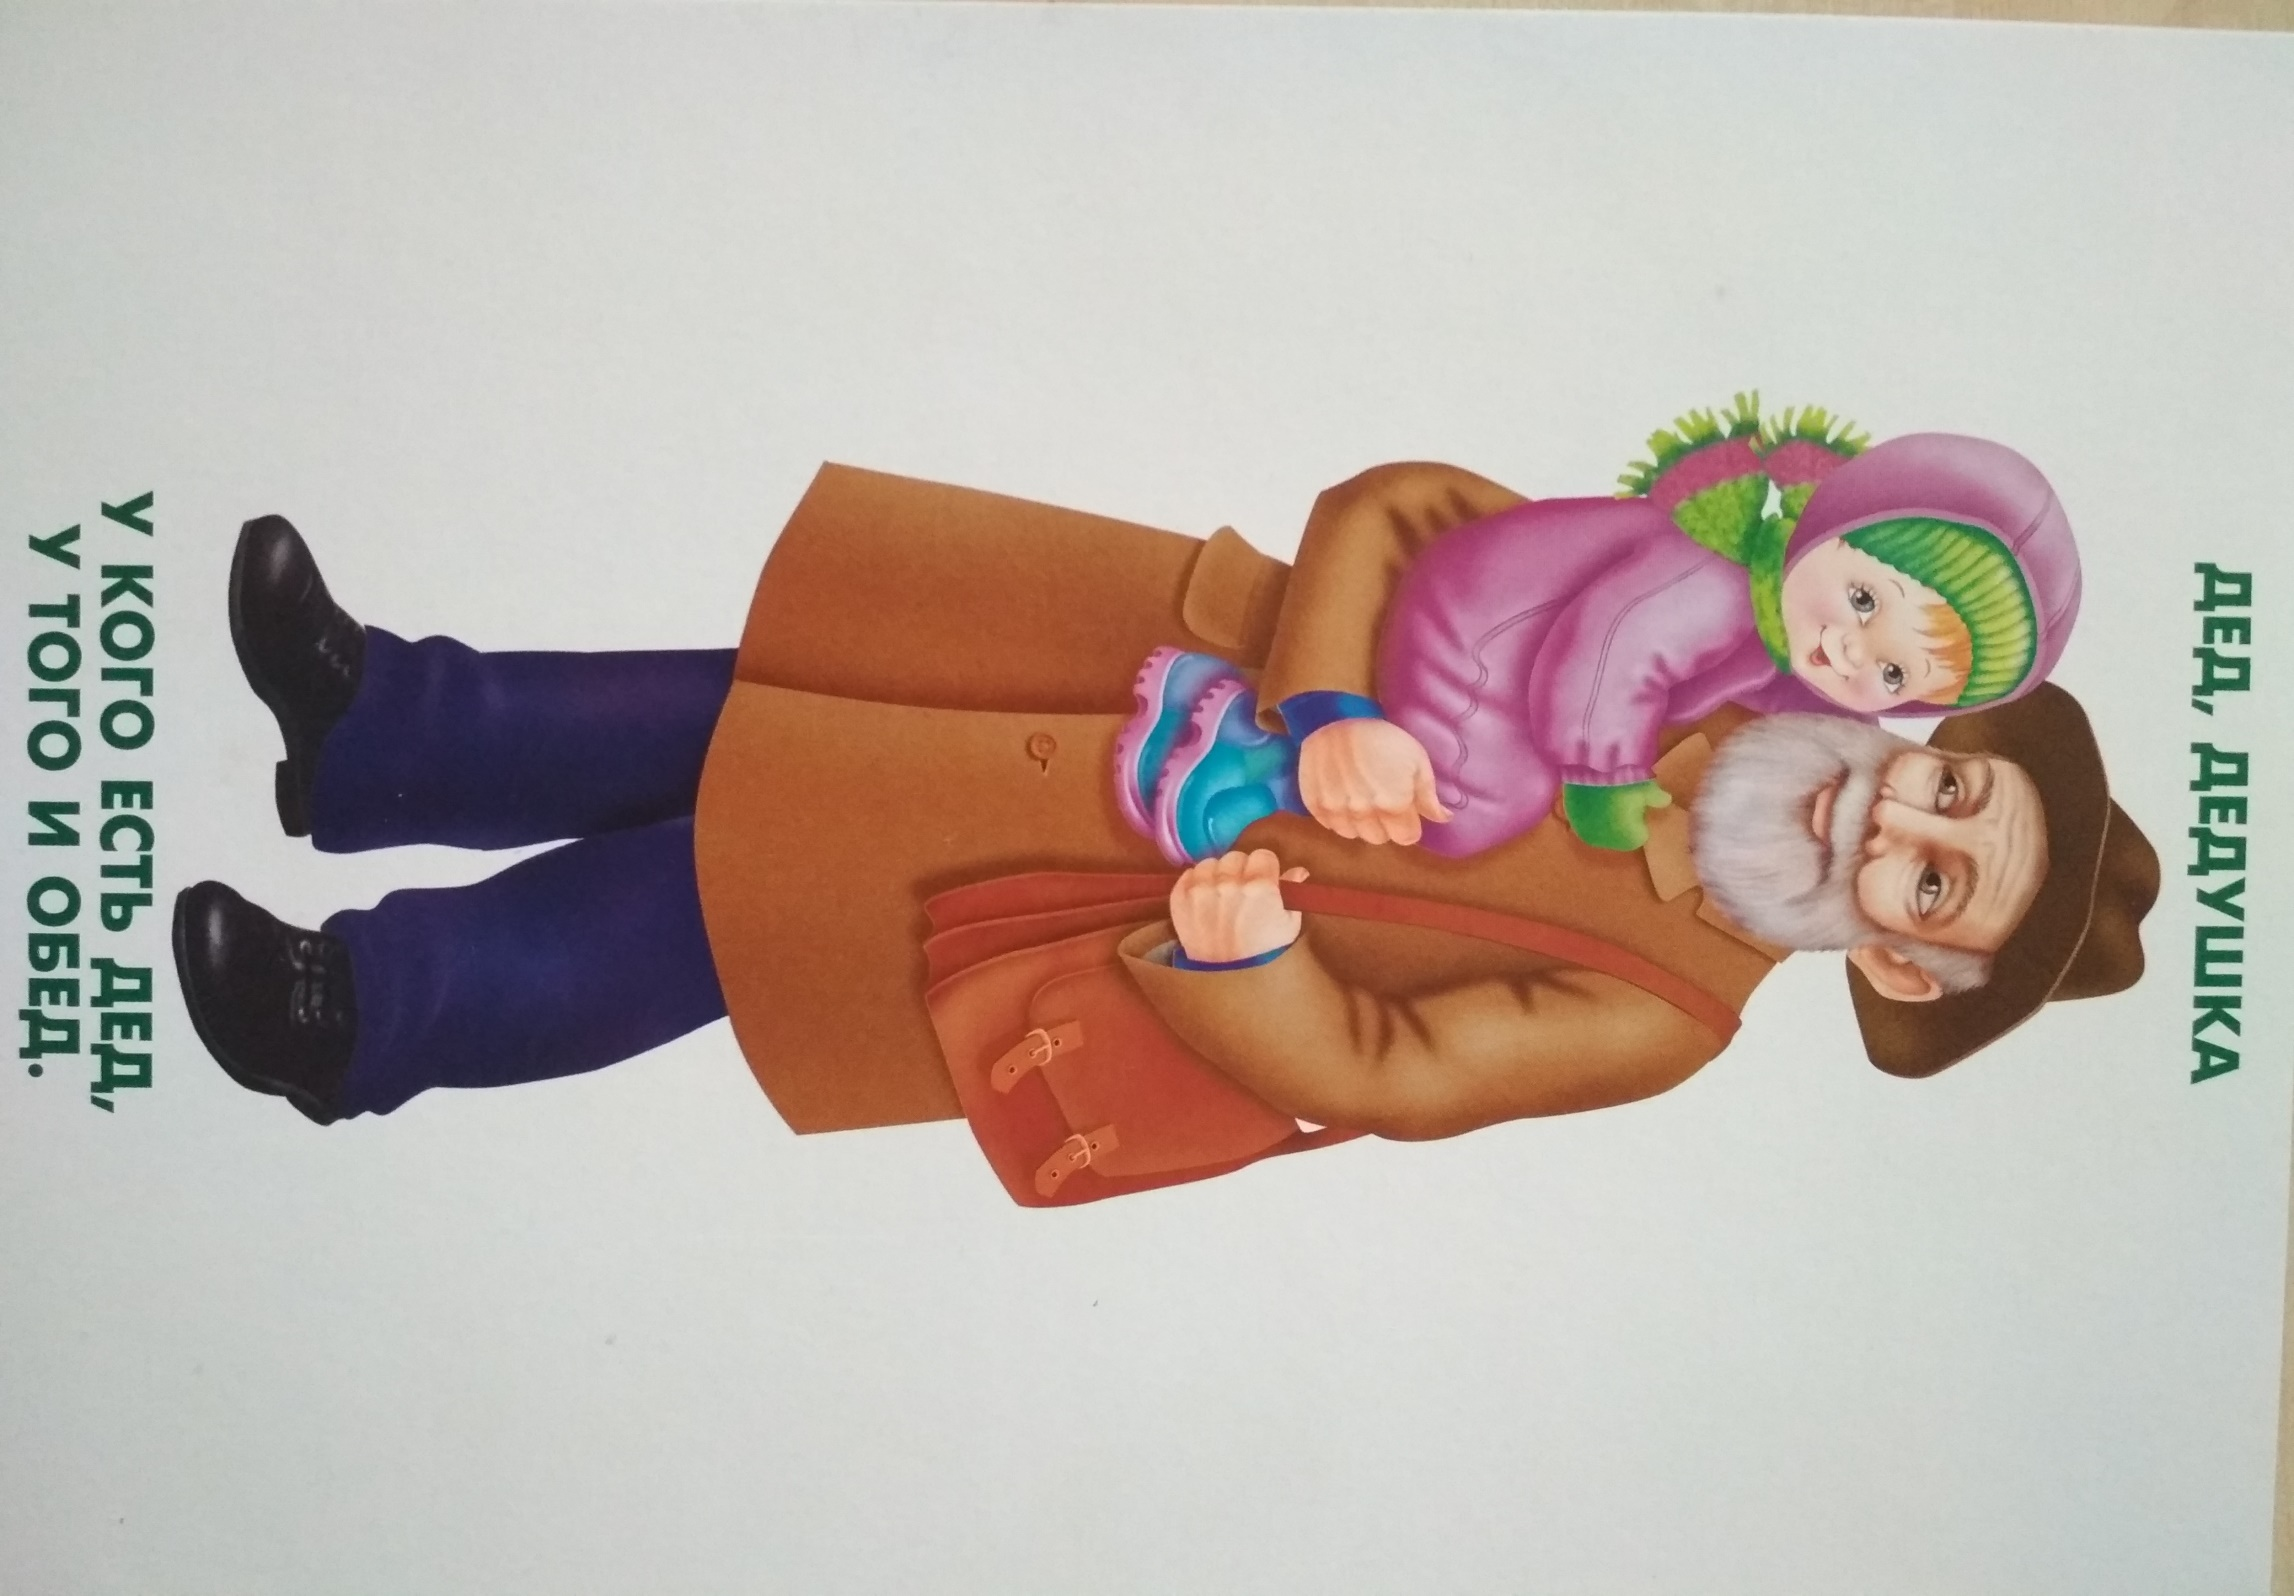 ДЕД, ДЕДУШКА
У КОГО ЕСТЬ ДЕД,
У ТОГО И ОБЕД.